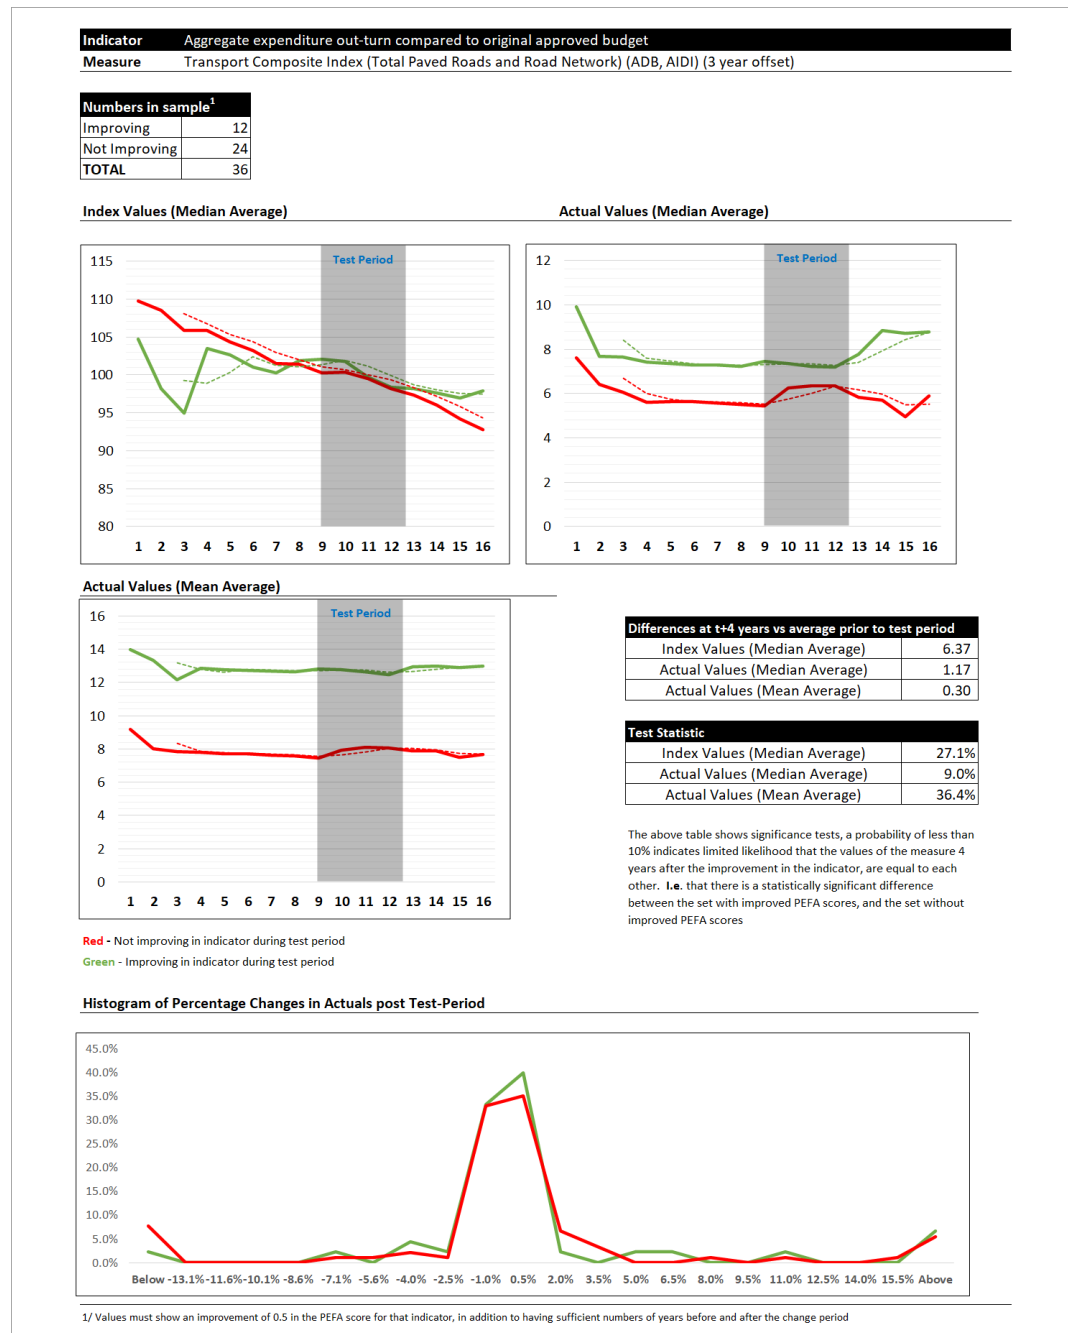 Indicator Aggregate expenditure out-turn compared to original approved budget
Measure Transport Composite Index (Total Paved Roads and Road Network) (ADB, AIDI) (3 year offset)
Numbers in sample1
Improving 12
Not Improving 24
TOTAL 36
Index Values (Median Average)
115
110
105
100
95
90
85
80
Test Period
1 2 3 4 5 6 7 8 9 10 11 12 13 14 15 16
Actual Values (Median Average)
12
10
8
6
4
2
0
Test Period
1 2 3 4 5 6 7 8 9 10 11 12 13 14 15 16
Actual Values (Mean Average)
16
14
12
10
8
6
4
2
0
Test Period
1 2 3 4 5 6 7 8 9 10 11 12 13 14 15 16
Red - Not improving in indicator during test period
Green - Improving in indicator during test period
Differences at t+4 years vs average prior to test period
Index Values (Median Average) 6.37
Actual Values (Median Average) 1.17
Actual Values (Mean Average) 0.30
Test Statistic
Index Values (Median Average) 27.1%
Actual Values (Median Average) 9.0%
Actual Values (Mean Average) 36.4%
The above table shows significance tests, a probability of less than
10% indicates limited likelihood that the values of the measure 4
years after the improvement in the indicator, are equal to each
other. I.e. that there is a statistically significant difference
between the set with improved PEFA scores, and the set without
improved PEFA scores
Histogram of Percentage Changes in Actuals post Test-Period
45.0%
40.0%
35.0%
30.0%
25.0%
20.0%
15.0%
10.0%
5.0%
0.0%
Below -13.1% -11.6% -10.1% -8.6% -7.1% -5.6% -4.0% -2.5% -1.0% 0.5% 2.0% 3.5% 5.0% 6.5% 8.0% 9.5% 11.0% 12.5% 14.0% 15.5% Above
1/ Values must show an improvement of 0.5 in the PEFA score for that indicator, in addition to having sufficient numbers of years before and after the change period